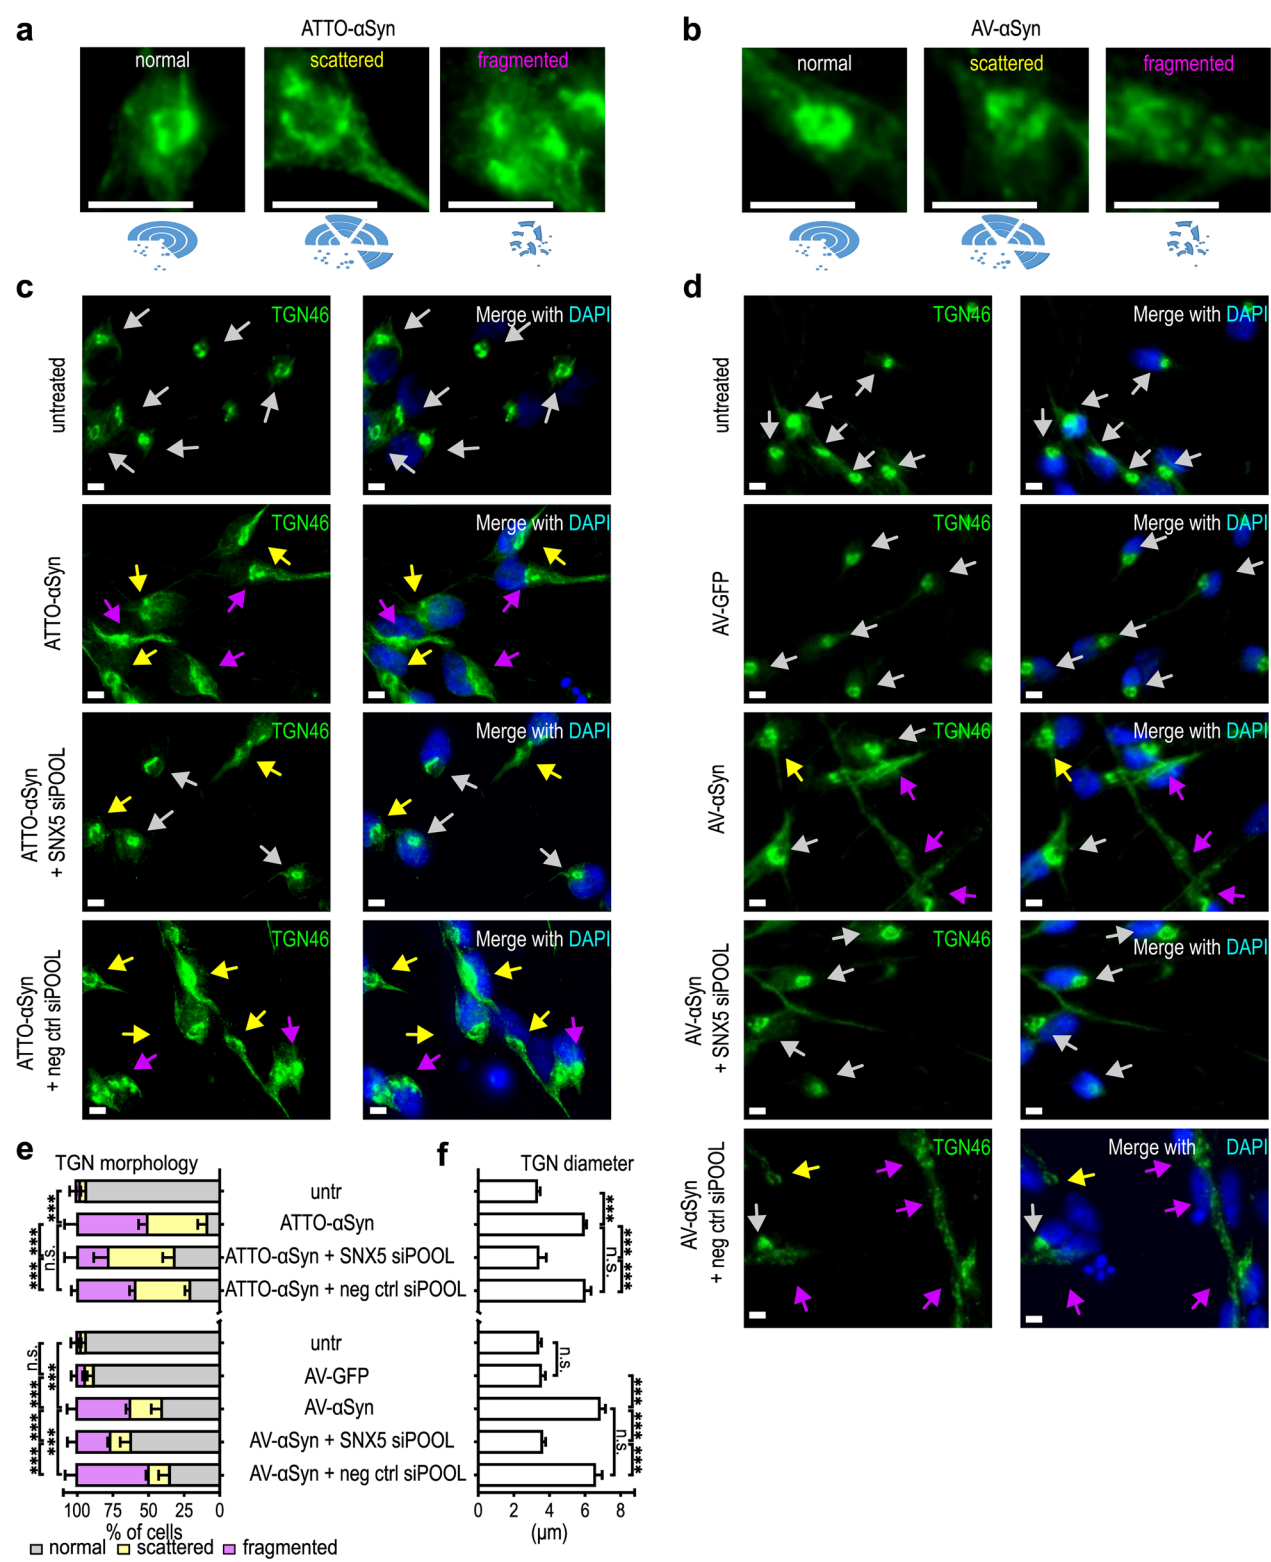 a
ATTO-αSyn
normal
scattered
fragmented
b
AV-αSyn
normal
scattered
fragmented
c
untreated
TGN46
Merge with DAPI
ATTO-αSyn
TGN46
Merge with DAPI
ATTO-αSyn
+ SNX5 siPOOL
TGN46
Merge with DAPI
ATTO-αSyn
+ neg ctrl siPOOL
TGN46
Merge with DAPI
d
untreated
TGN46
Merge with DAPI
AV-GFP
TGN46
Merge with DAPI
AV-αSyn
TGN46
Merge with DAPI
AV-αSyn
+ SNX5 siPOOL
TGN46
Merge with DAPI
AV-αSyn
+ neg ctrl siPOOL
TGN46
Merge with DAPI
e
TGN morphology
f
TGN diameter
untr
ATTO-αSyn
ATTO-αSyn + SNX5 siPOOL
ATTO-αSyn + neg ctrl siPOOL
*** *** *** n.s.
*** *** *** n.s.
untr
AV-GFP
AV-αSyn
AV-αSyn + SNX5 siPOOL
AV-αSyn + neg ctrl siPOOL
n.s. *** *** *** *** ***
n.s. *** *** *** n.s.
100 75 50 25 0
% of cells
0 2 4 6 8
(μm)
normal scattered fragmented